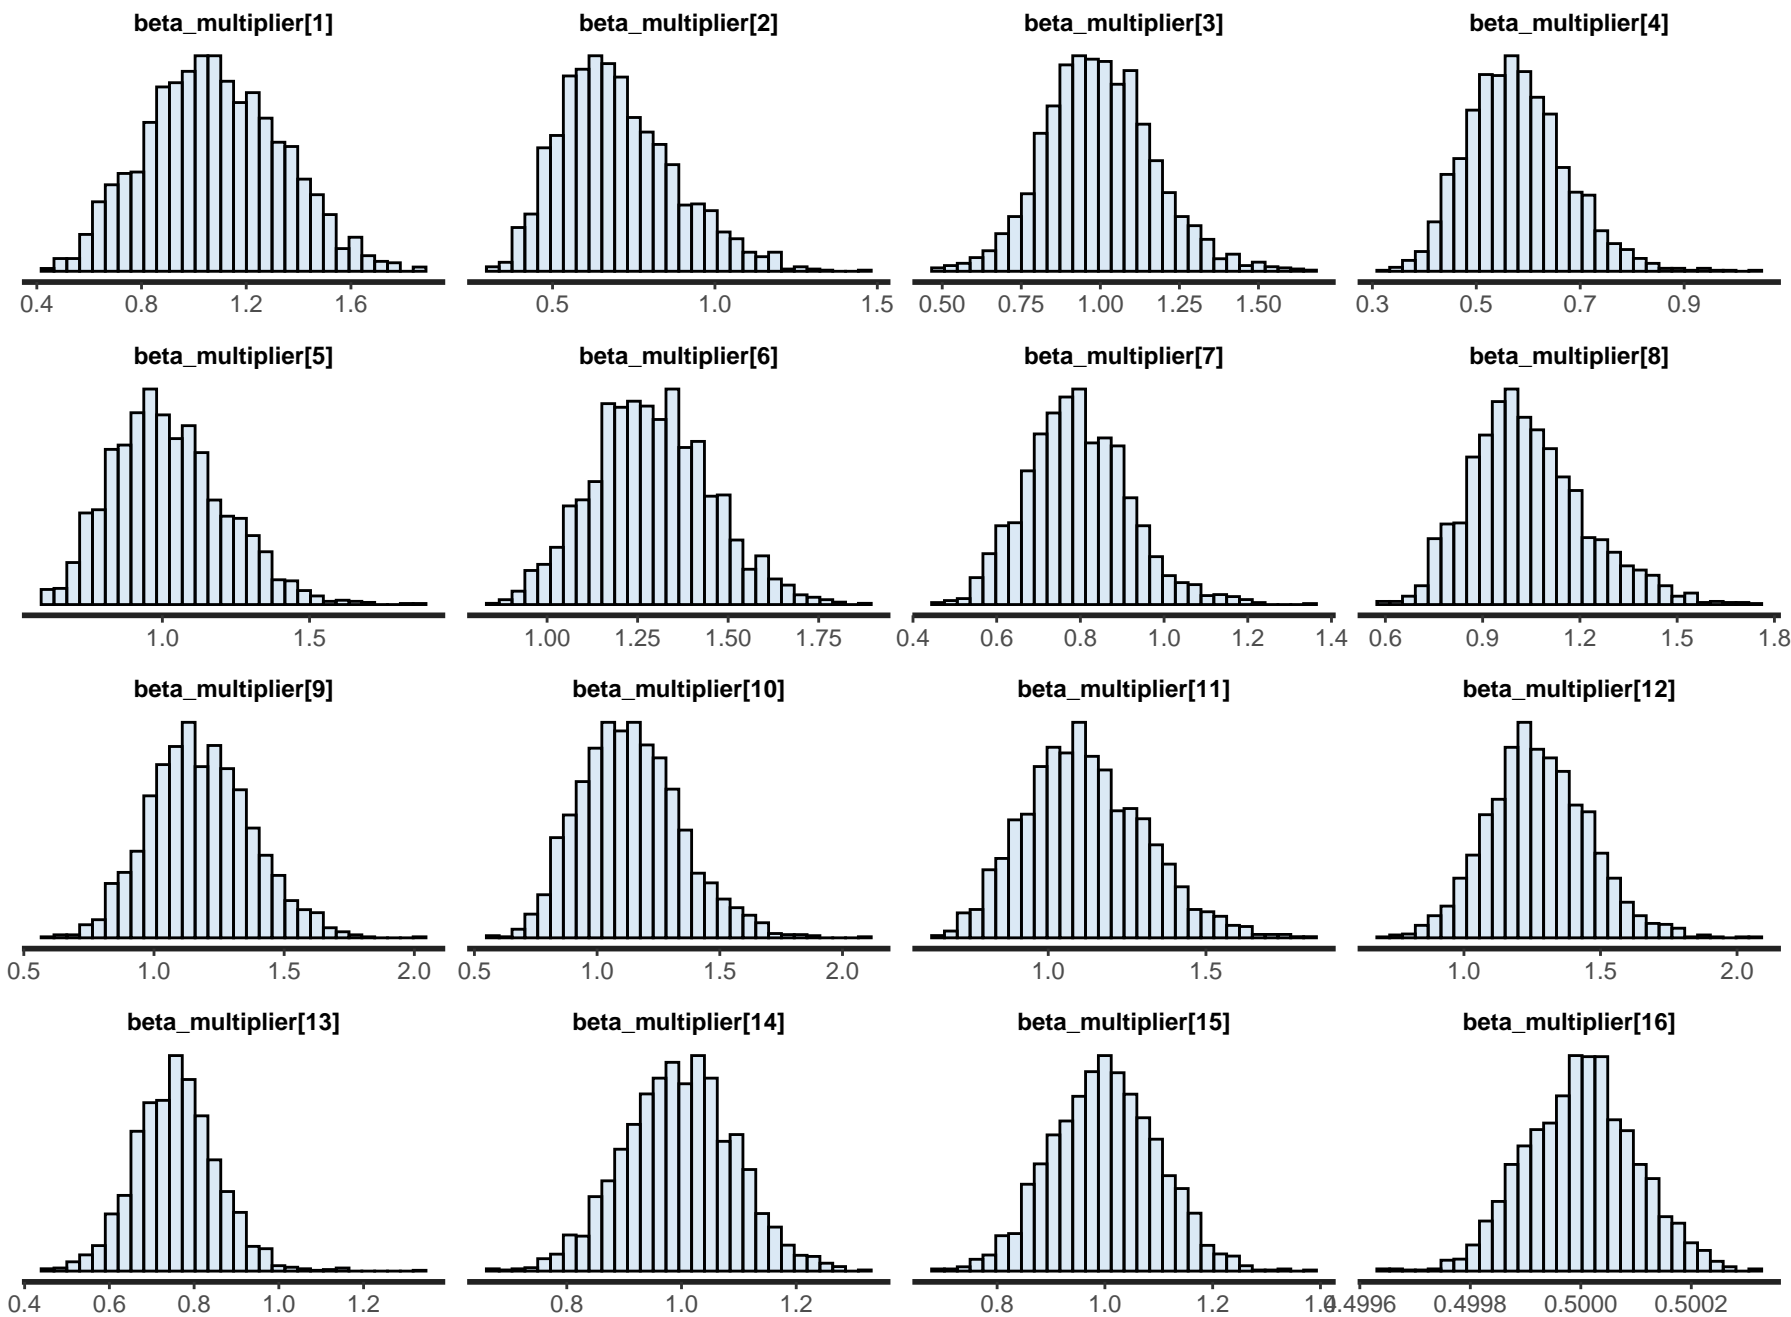 beta_multiplier[1] beta_multiplier[2] beta_multiplier[3] beta_multiplier[4]
0.4 0.8 1.2 1.6 0.5 1.0 1.5 0.50 0.75 1.00 1.25 1.50 0.3 0.5 0.7 0.9
beta_multiplier[5] beta_multiplier[6] beta_multiplier[7] beta_multiplier[8]
1.0 1.5 1.00 1.25 1.50 1.75 0.4 0.6 0.8 1.0 1.2 1.4 0.6 0.9 1.2 1.5 1.8
beta_multiplier[9] beta_multiplier[10] beta_multiplier[11] beta_multiplier[12]
0.5 1.0 1.5 2.0 0.5 1.0 1.5 2.0 1.0 1.5 1.0 1.5 2.0
beta_multiplier[13] beta_multiplier[14] beta_multiplier[15] beta_multiplier[16]
0.4 0.6 0.8 1.0 1.2 0.8 1.0 1.2 0.8 1.0 1.2 1.4 0.4996 0.4998 0.5000 0.5002